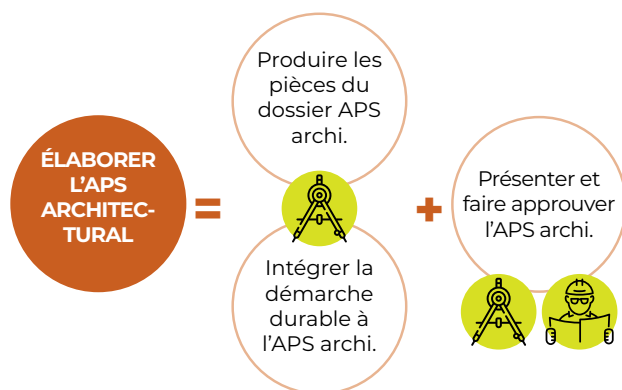 ÉLABORER
L'APS
ARCHITEC-
TURAL
=
Produire les
pièces du
dossier APS
archi.
Intégrer la
démarche
durable à
l'APS archi.
+
Présenter et
faire approuver
l'APS archi.